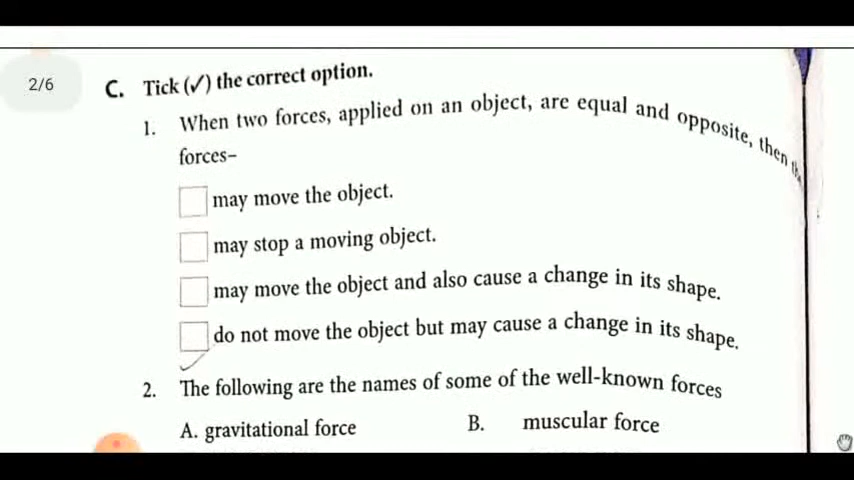 2/6
C. Tick (✓) the correct option.
1. When two forces, applied on an object, are equal and opposite, then
forces–
may move the object.
may stop a moving object.
may move the object and also cause a change in its shape.
do not move the object but may cause a change in its shape.
2. The following are the names of some of the well-known forces
A. gravitational force B. muscular force